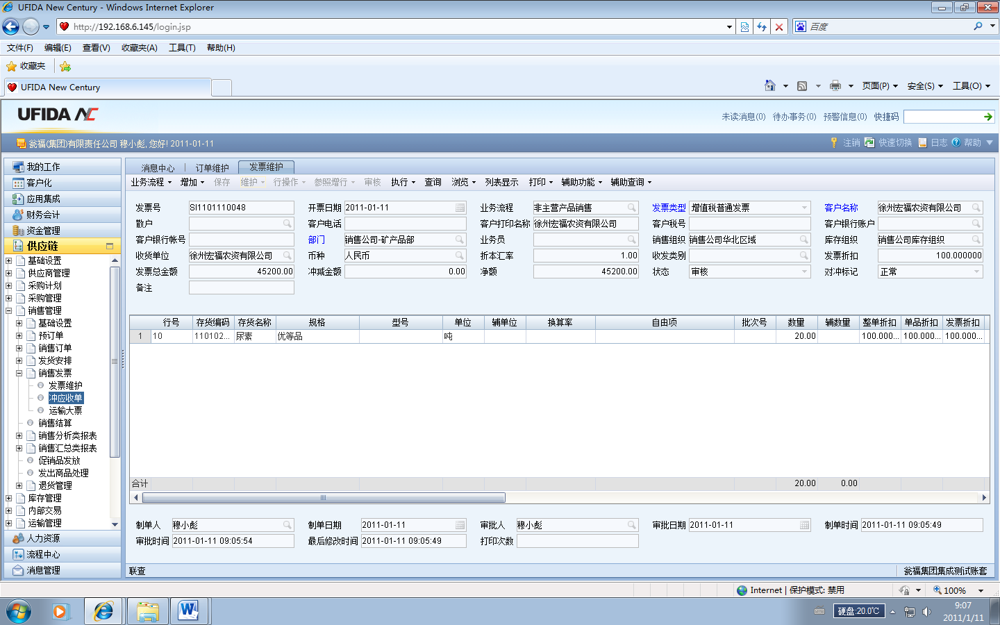 UFIDA New Century - Windows Internet Explorer
http://192.168.6.145/login.jsp
百度
文件(F) 编辑(E) 查看(V) 收藏夹(A) 工具(T) 帮助(H)
收藏夹
UFIDA New Century
页面(P) 安全(S) 工具(O)
UFIDA NC
未读消息(0) 待办事务(0) 预警信息(0) 快捷码
瓮福(集团)有限责任公司 穆小彪, 您好! 2011-01-11
注销 快速切换 日志 帮助
我的工作
客户化
应用集成
财务会计
资金管理
供应链
基础设置
供应商管理
采购计划
采购管理
销售管理
基础设置
预订单
销售订单
发货安排
销售发票
发票维护
冲应收单
运输大票
销售结算
销售分析类报表
销售汇总类报表
促销品发放
发出商品处理
退货管理
库存管理
内部交易
运输管理
人力资源
流程中心
消息管理
消息中心 订单维护 发票维护
业务流程 增加 保存 维护 行操作 参照增行 审核 执行 查询 浏览 列表显示 打印 辅助功能 辅助查询
发票号 SI1101110048 开票日期 2011-01-11 业务流程 非主营产品销售 发票类型 增值税普通发票 客户名称 徐州宏福农资有限公司
散户 客户电话 客户打印名称 徐州宏福农资有限公司 客户税号 客户银行账户
客户银行帐号 部门 销售公司-矿产品部 业务员 销售组织 销售公司华北区域 库存组织 销售公司库存组织
收货单位 徐州宏福农资有限公司 币种 人民币 折本汇率 1.00 收发类别 发票折扣 100.000000
发票总金额 45200.00 冲减金额 0.00 净额 45200.00 状态 审核 对冲标记 正常
备注
行号 存货编码 存货名称 规格 型号 单位 辅单位 换算率 自由项 批次号 数量 辅数量 整单折扣 单品折扣 发票折扣
1 10 110102... 尿素 优等品 吨 20.00 100.000... 100.000... 100.000...
合计 20.00 0.00
制单人 穆小彪 制单日期 2011-01-11 审批人 穆小彪 审批日期 2011-01-11 制单时间 2011-01-11 09:05:49
审批时间 2011-01-11 09:05:54 最后修改时间 2011-01-11 09:05:49 打印次数
联查
瓮福集团集成测试账套
Internet | 保护模式: 禁用
100%
硬盘:20.0℃
9:07
2011/1/11